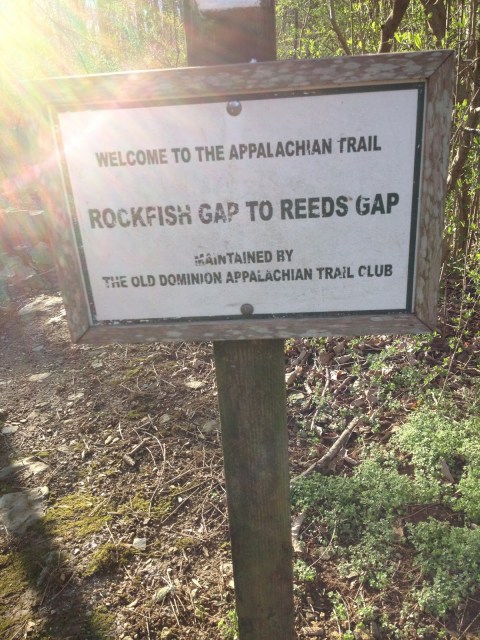 WELCOME TO THE APPALACHIAN TRAIL
ROCKFISH GAP TO REEDS GAP
MAINTAINED BY
THE OLD DOMINION APPALACHIAN TRAIL CLUB